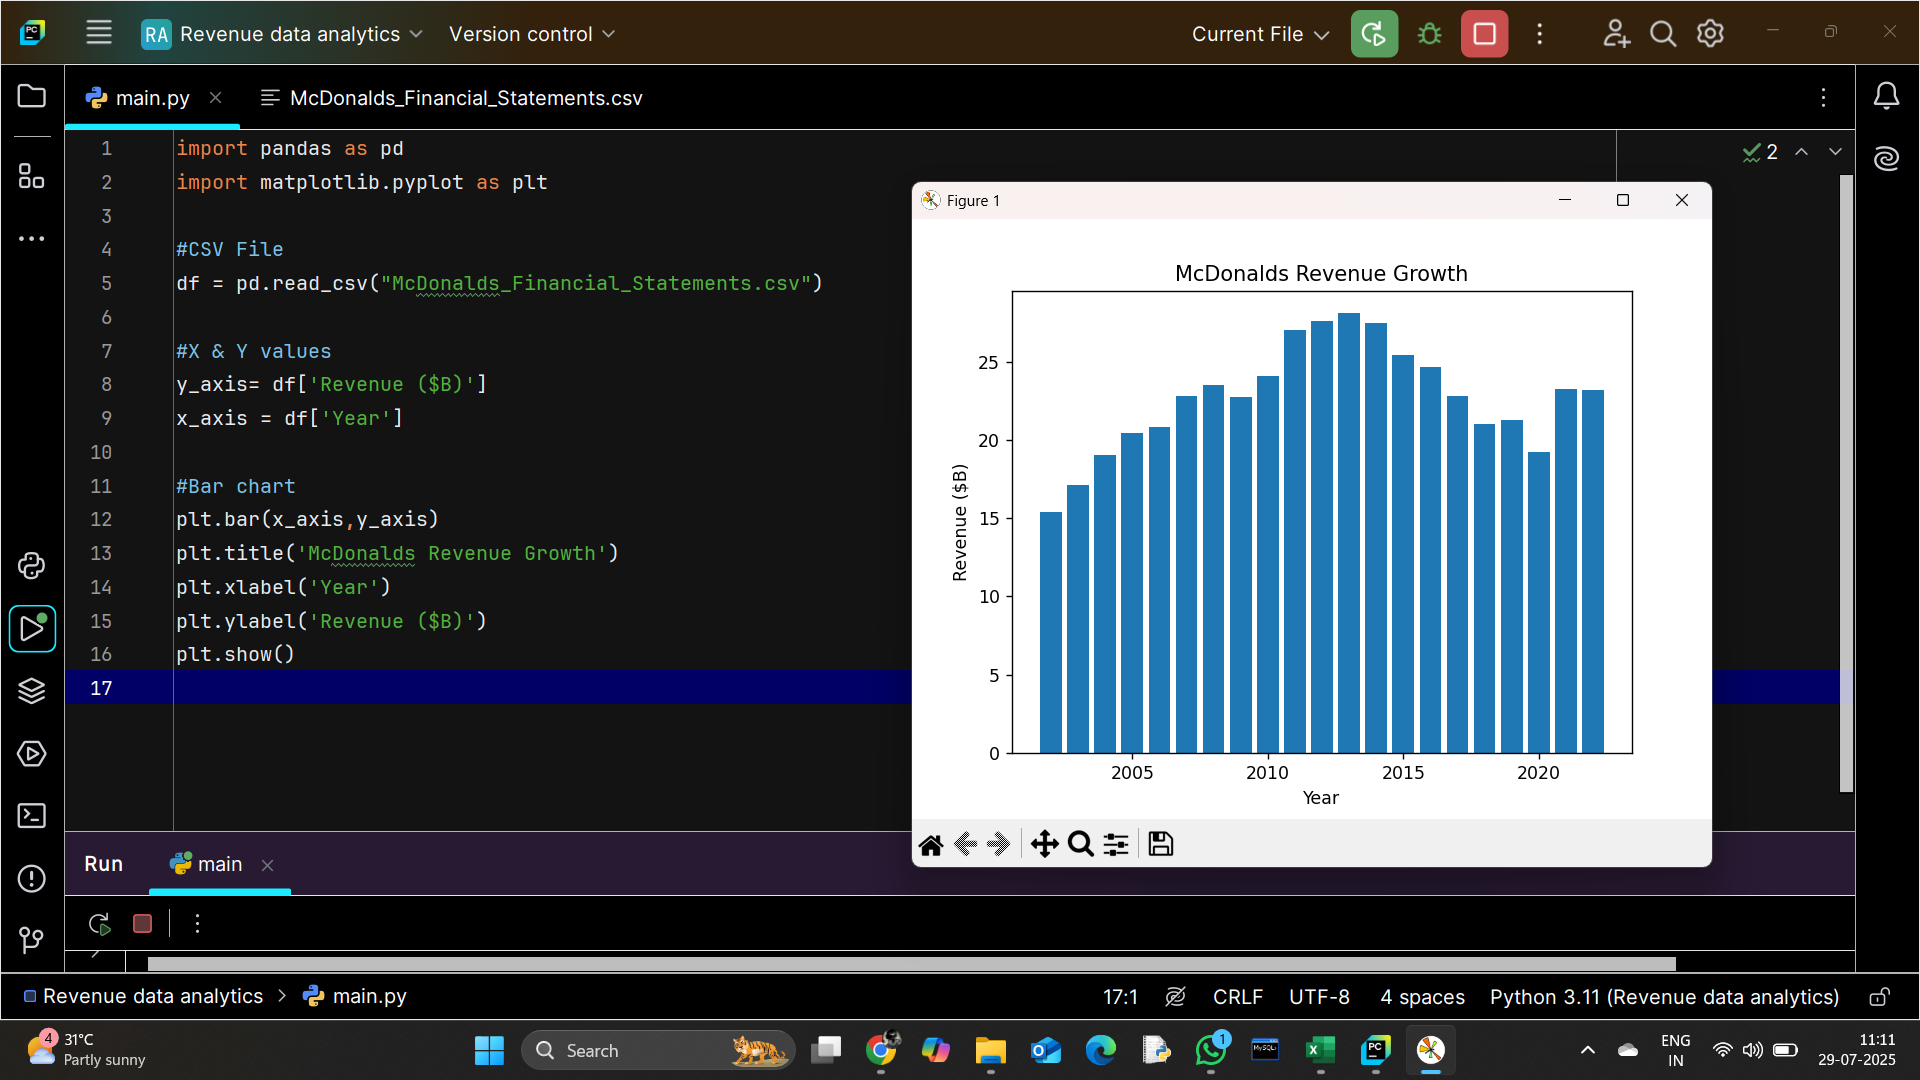 PC
RA Revenue data analytics
Version control
Current File
main.py
McDonalds_Financial_Statements.csv
2
1 import pandas as pd
2 import matplotlib.pyplot as plt
3
4 #CSV File
5 df = pd.read_csv("McDonalds_Financial_Statements.csv")
6
7 #X & Y values
8 y_axis= df['Revenue ($B)']
9 x_axis = df['Year']
10
11 #Bar chart
12 plt.bar(x_axis,y_axis)
13 plt.title('McDonalds Revenue Growth')
14 plt.xlabel('Year')
15 plt.ylabel('Revenue ($B)')
16 plt.show()
17
Figure 1
McDonalds Revenue Growth
Revenue ($B)
25
20
15
10
5
0
2005 2010 2015 2020
Year
Run
main
Revenue data analytics > main.py
17:1 CRLF UTF-8 4 spaces Python 3.11 (Revenue data analytics)
4
31°C
Partly sunny
Search
1
MySQL
PC
ENG
IN
11:11
29-07-2025